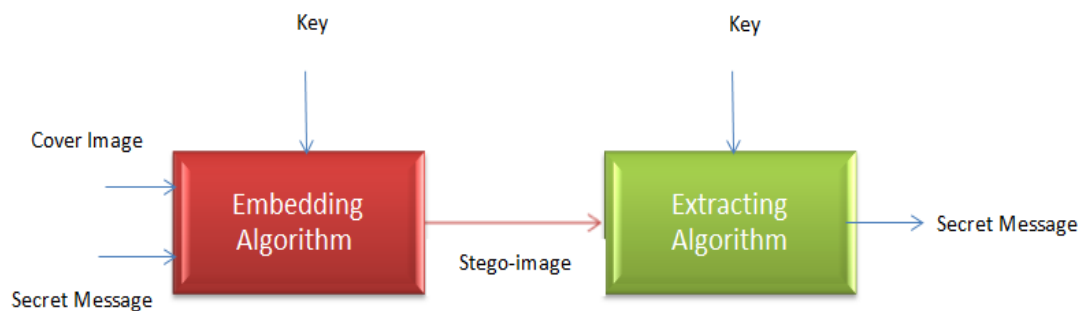 Key
Key
Cover Image
Embedding
Algorithm
Extracting
Algorithm
Secret Message
Stego-image
Secret Message